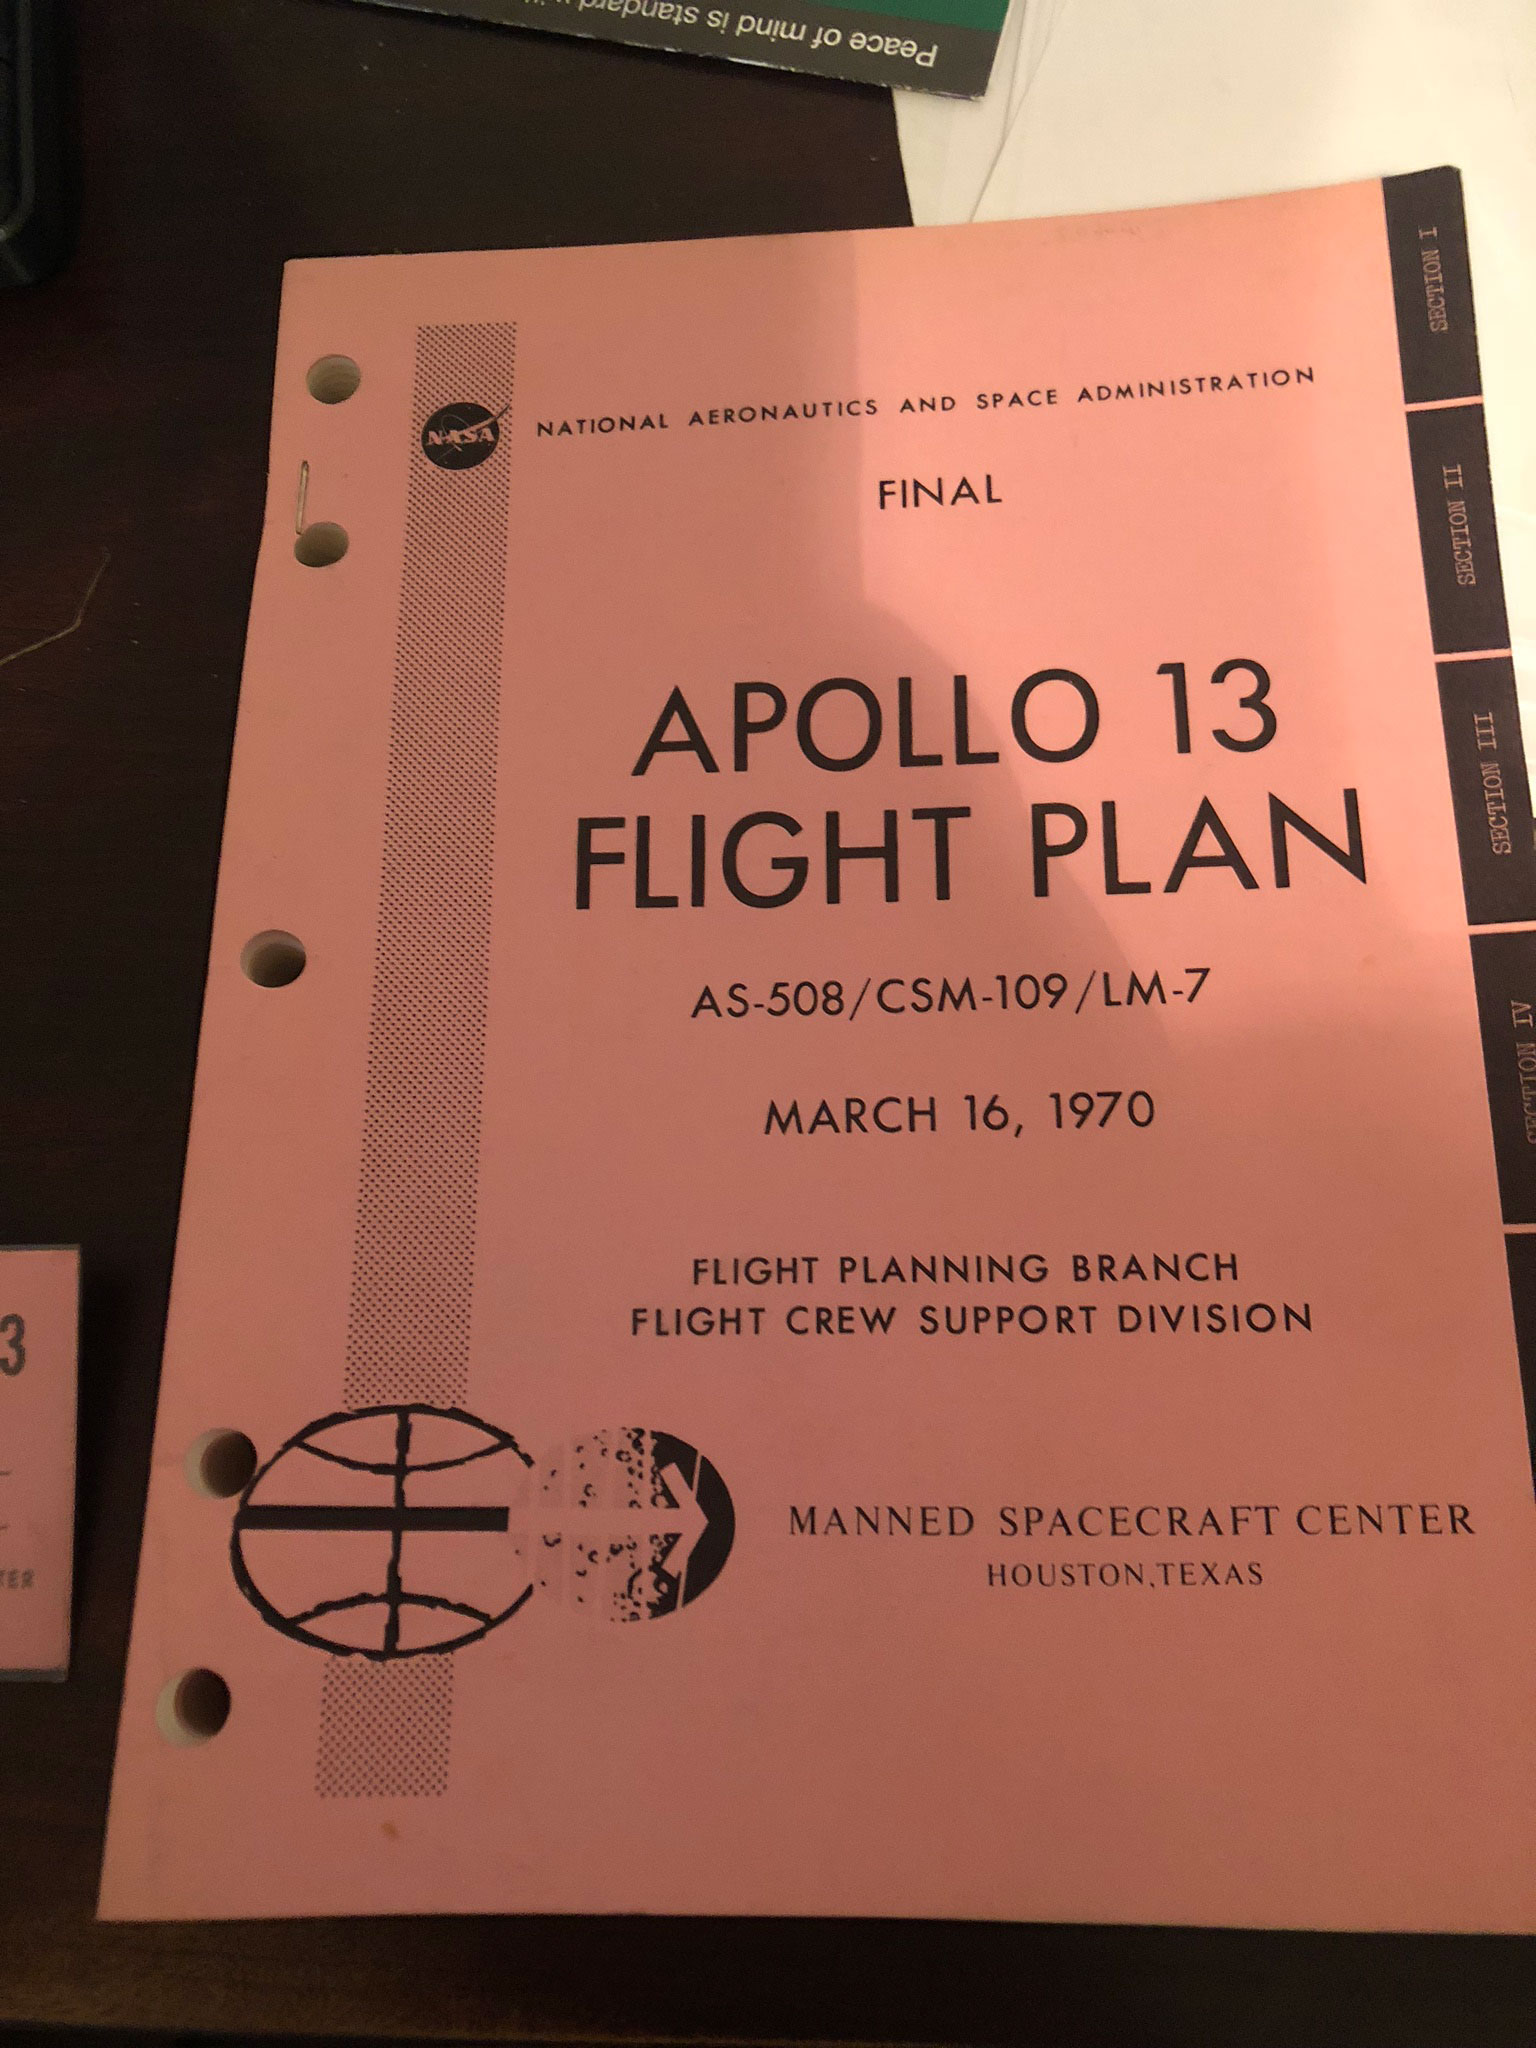 Peace of mind is standard
NASA
NATIONAL AERONAUTICS AND SPACE ADMINISTRATION
FINAL
APOLLO 13
FLIGHT PLAN
AS-508/CSM-109/LM-7
MARCH 16, 1970
FLIGHT PLANNING BRANCH
FLIGHT CREW SUPPORT DIVISION
MANNED SPACECRAFT CENTER
HOUSTON,TEXAS
SECTION I
SECTION II
SECTION III
SECTION IV
3